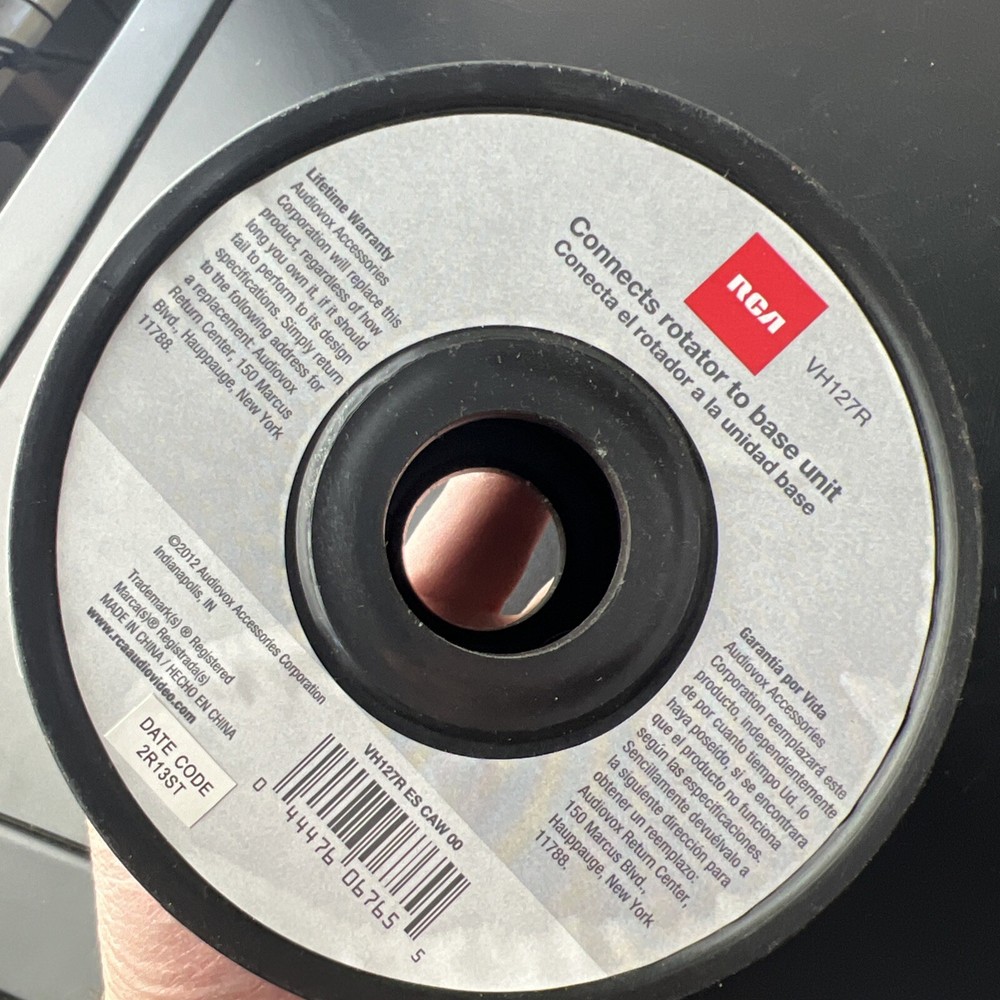 RCA
VH127R
Connects rotator to base unit
Conecta el rotador a la unidad base
Lifetime Warranty
Audiovox Accessories
Corporation will replace this
product, regardless of how
long you own it, if it should
fail to perform to its design
specifications. Simply return
to the following address for
a replacement: Audiovox
Return Center, 150 Marcus
Blvd., Hauppauge, New York
11788.
Garantía por Vida
Audiovox Accessories
Corporation reemplazará este
producto, independientemente
de por cuanto tiempo Ud. lo
haya poseído, si se encontrara
que el producto no funciona
según las especificaciones.
Sencillamente devuélvalo a
la siguiente dirección para
obtener un reemplazo:
Audiovox Return Center,
150 Marcus Blvd.,
Hauppauge, New York
11788.
©2012 Audiovox Accessories Corporation
Indianapolis, IN
Trademark(s) ® Registered
Marca(s)® Registrada(s)
MADE IN CHINA / HECHO EN CHINA
www.rcaaudiovideo.com
DATE CODE
2R13ST
VH127R ES CAW 00
0 44476 06765 5